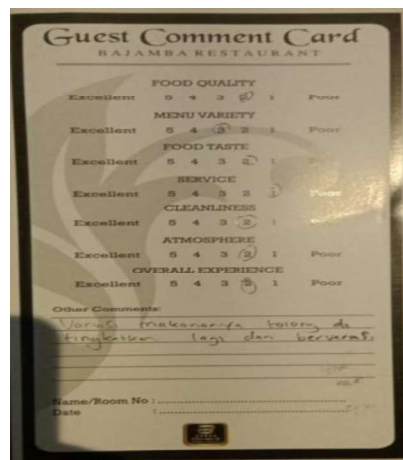 Guest Comment Card
BAJAMBA RESTAURANT
FOOD QUALITY
Excellent 5 4 3 2 1 Poor
MENU VARIETY
Excellent 5 4 3 2 1 Poor
FOOD TASTE
Excellent 5 4 3 2 1 Poor
SERVICE
Excellent 5 4 3 2 1 Poor
CLEANLINESS
Excellent 5 4 3 2 1 Poor
ATMOSPHERE
Excellent 5 4 3 2 1 Poor
OVERALL EXPERIENCE
Excellent 5 4 3 2 1 Poor
Other Comments:
makananya tolong di
tingkatkan lagi dan
Name/Room No :
Date :